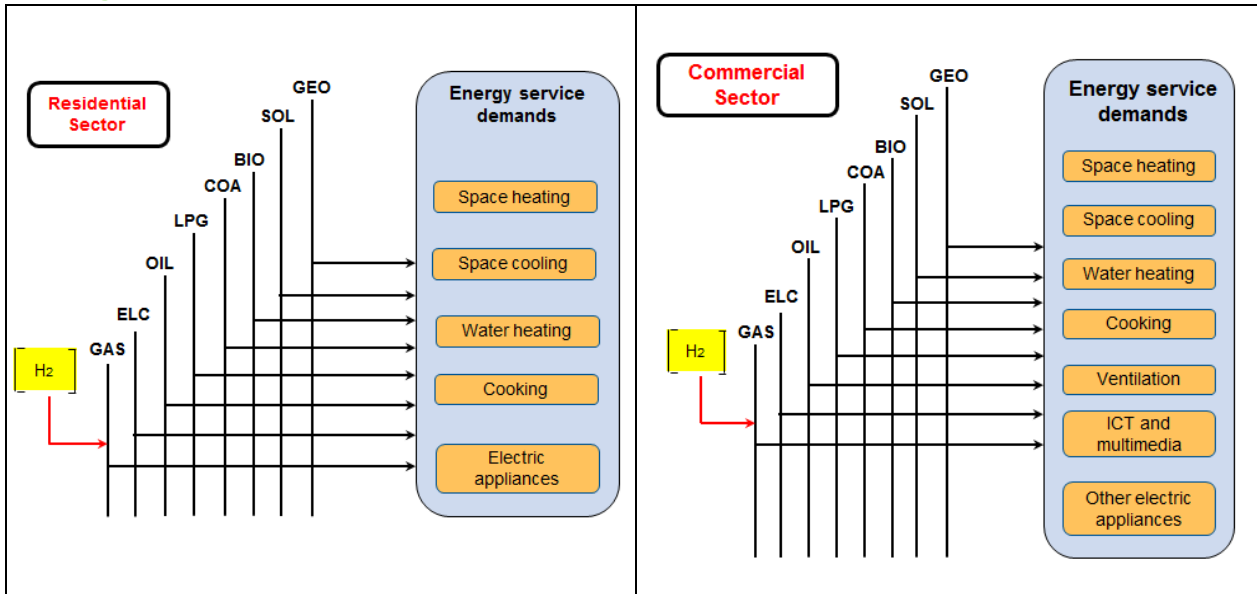 Residential
Sector
GEO
SOL
BIO
COA
LPG
OIL
ELC
GAS
H2
Energy service
demands
Space heating
Space cooling
Water heating
Cooking
Electric
appliances
Commercial
Sector
GEO
SOL
BIO
COA
LPG
OIL
ELC
GAS
H2
Energy service
demands
Space heating
Space cooling
Water heating
Cooking
Ventilation
ICT and
multimedia
Other electric
appliances